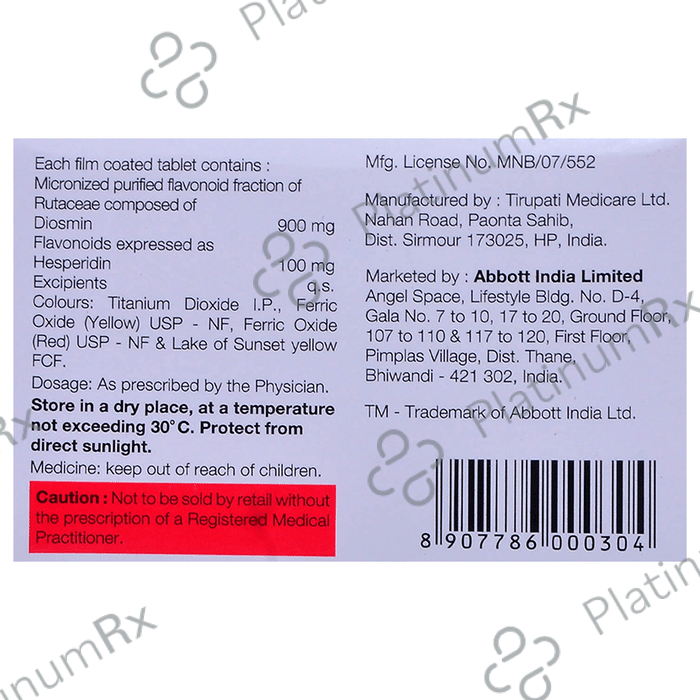 PlatinumRx
Each film coated tablet contains :
Micronized purified flavonoid fraction of
Rutaceae composed of
Diosmin 900 mg
Flavonoids expressed as
Hesperidin 100 mg
Excipients q.s.
Colours: Titanium Dioxide I.P., Ferric
Oxide (Yellow) USP - NF, Ferric Oxide
(Red) USP - NF & Lake of Sunset yellow
FCF.
Dosage: As prescribed by the Physician.
Store in a dry place, at a temperature
not exceeding 30°C. Protect from
direct sunlight.
Medicine: keep out of reach of children.
Caution : Not to be sold by retail without
the prescription of a Registered Medical
Practitioner.
Mfg. License No. MNB/07/552
Manufactured by : Tirupati Medicare Ltd.
Nahan Road, Paonta Sahib,
Dist. Sirmour 173025, HP, India.
Marketed by : Abbott India Limited
Angel Space, Lifestyle Bldg. No. D-4,
Gala No. 7 to 10, 17 to 20, Ground Floor,
107 to 110 & 117 to 120, First Floor,
Pimplas Village, Dist. Thane,
Bhiwandi - 421 302, India.
TM - Trademark of Abbott India Ltd.
8 907786 000304
PlatinumRx
PlatinumRx
Rx
PlatinumRx
PlatinumRx